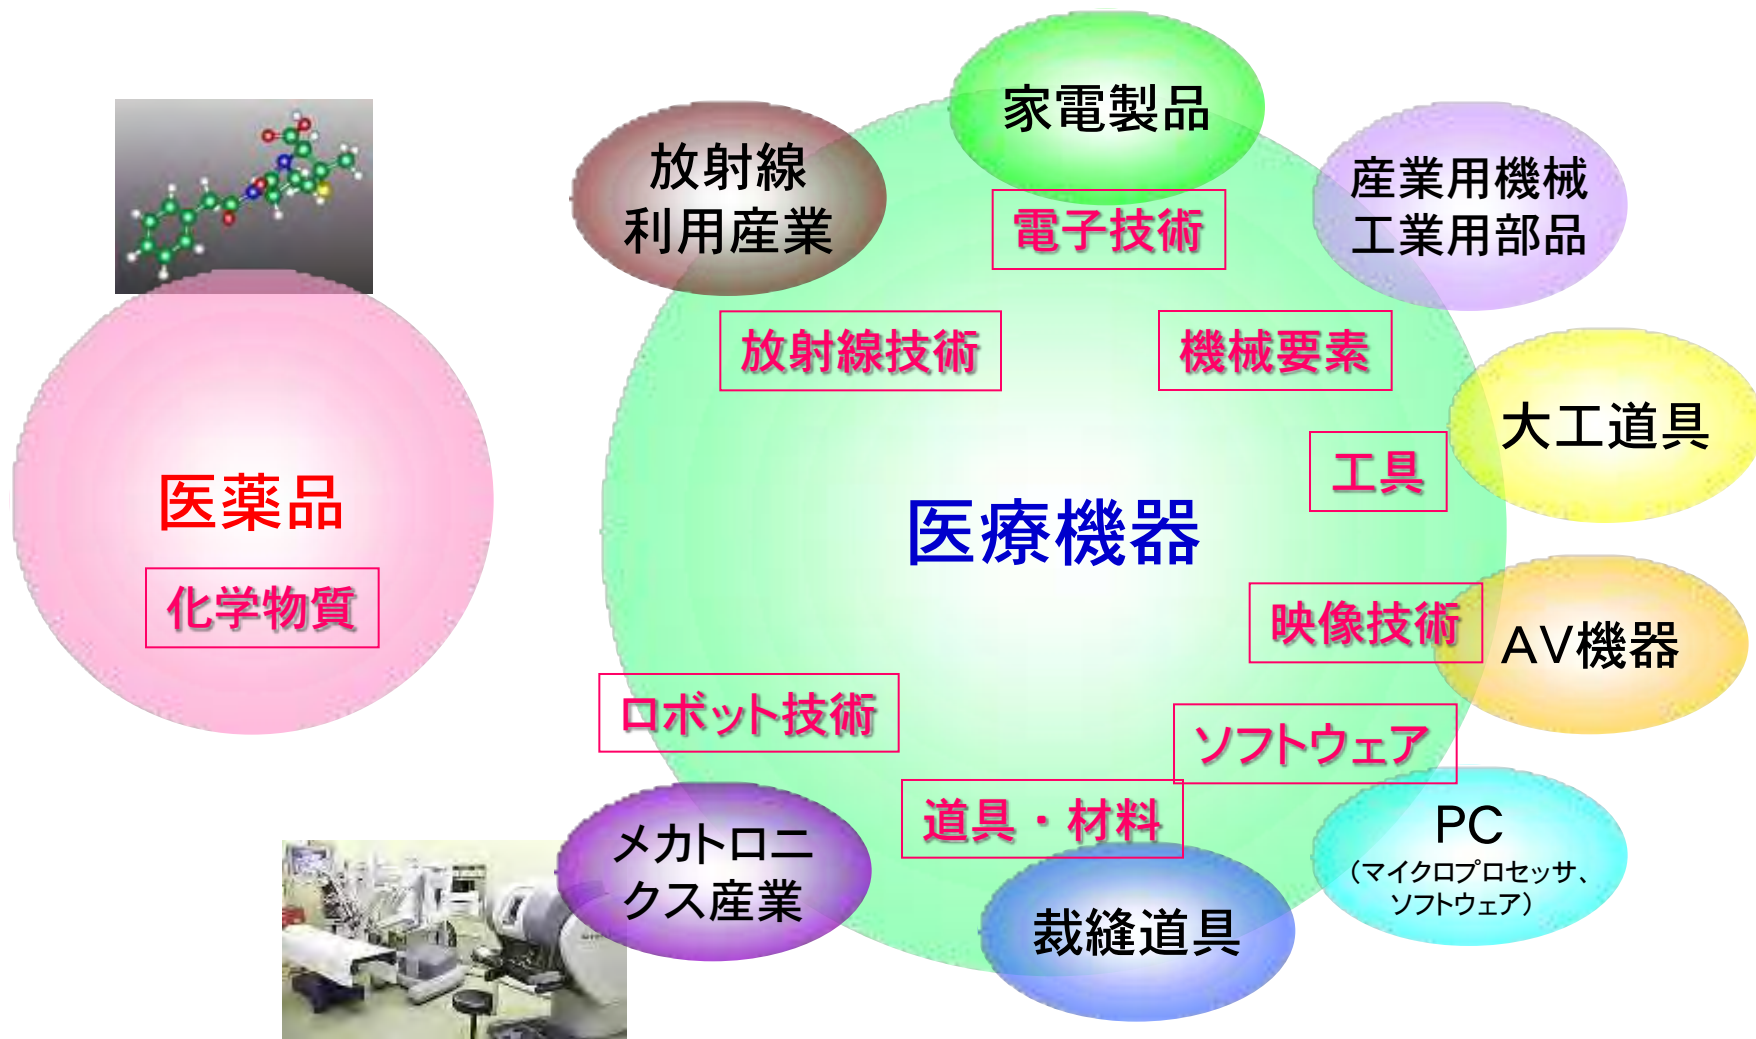 医薬品
化学物質
放射線
利用産業
家電製品
産業用機械
工業用部品
電子技術
放射線技術
機械要素
大工道具
工具
医療機器
映像技術
AV機器
ロボット技術
ソフトウェア
道具・材料
メカトロニ
クス産業
裁縫道具
PC
(マイクロプロセッサ、
ソフトウェア)